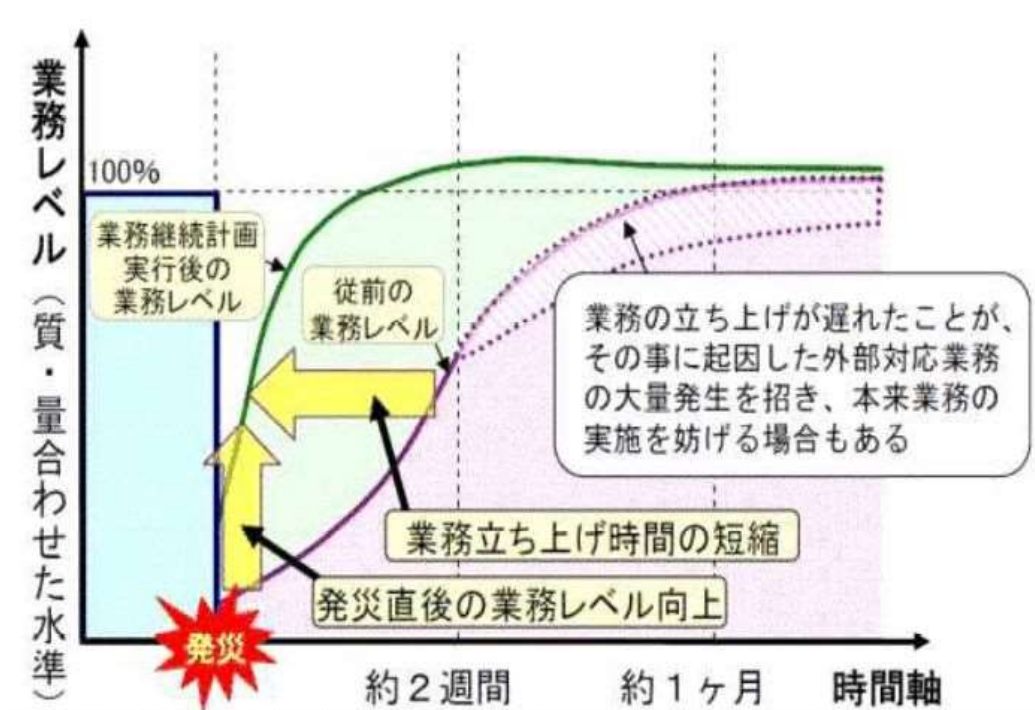 業務レベル（質・量合わせた水準）
100%
業務継続計画
実行後の
業務レベル
従前の
業務レベル
業務の立ち上げが遅れたことが、
その事に起因した外部対応業務
の大量発生を招き、本来業務の
実施を妨げる場合もある
業務立ち上げ時間の短縮
発災直後の業務レベル向上
発災
約２週間
約１ヶ月
時間軸